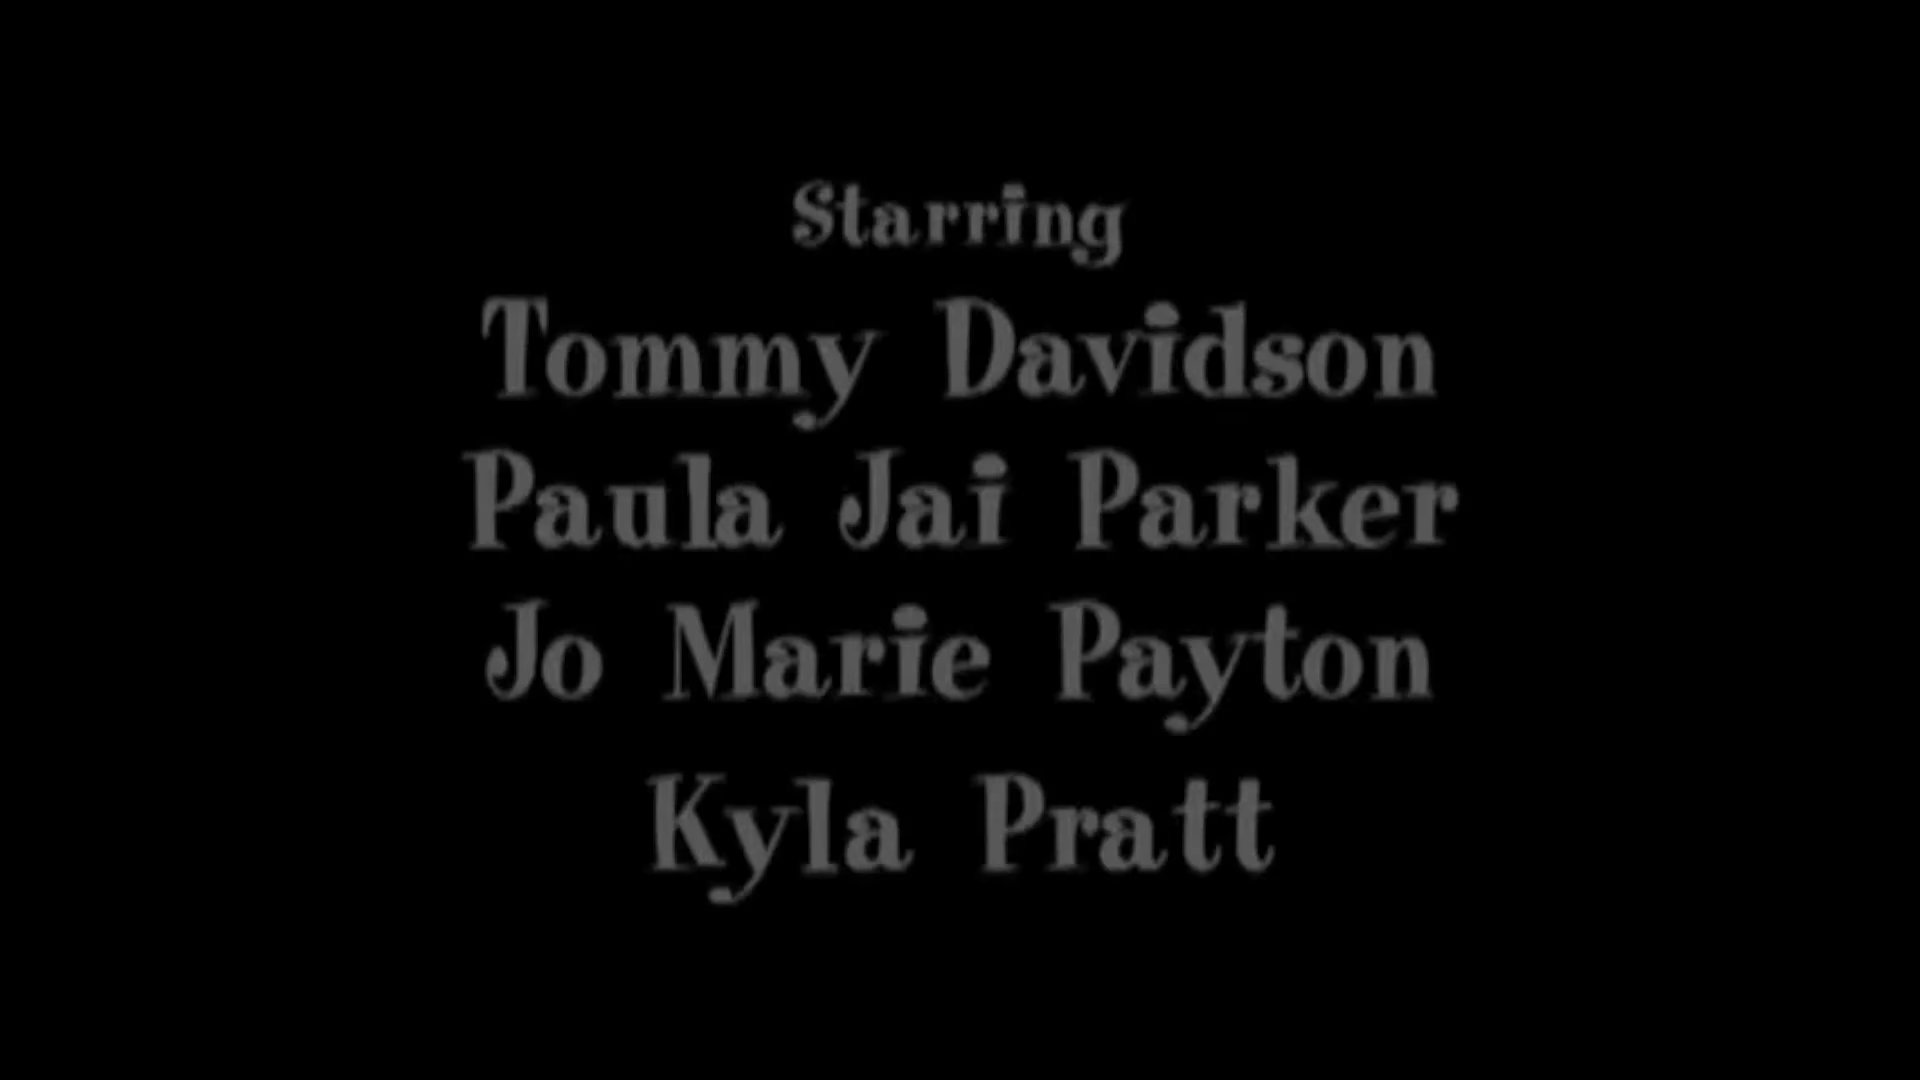 Starring
Tommy Davidson
Paula Jai Parker
Jo Marie Payton
Kyla Pratt